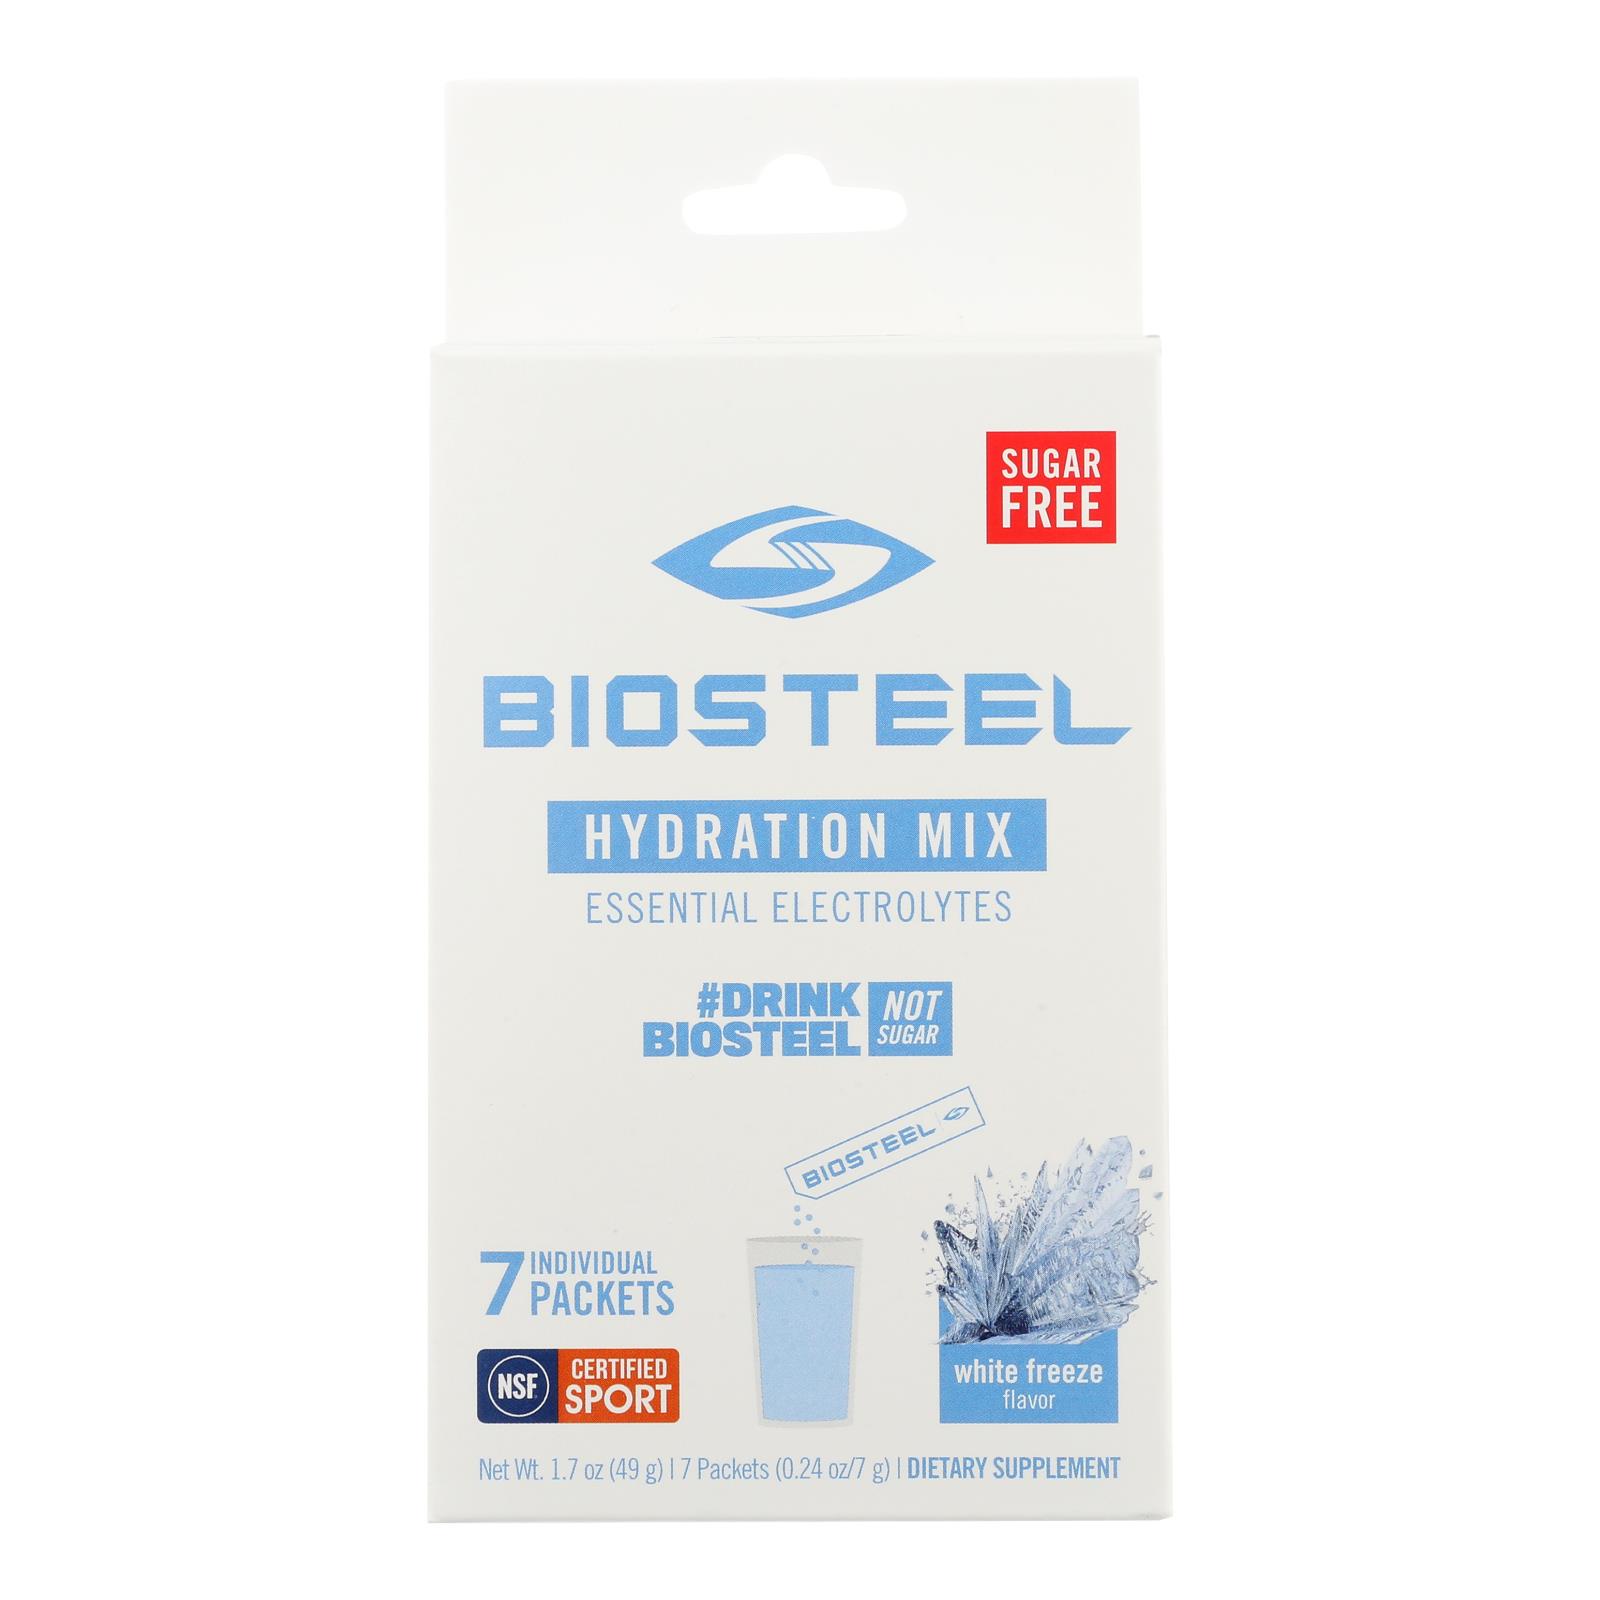 SUGAR
FREE
BIOSTEEL
HYDRATION MIX
ESSENTIAL ELECTROLYTES
#DRINK
BIOSTEEL
NOT
SUGAR
BIOSTEEL
7 INDIVIDUAL
PACKETS
NSF
CERTIFIED
SPORT
white freeze
flavor
Net Wt. 1.7 oz (49 g) | 7 Packets (0.24 oz/7 g) | DIETARY SUPPLEMENT